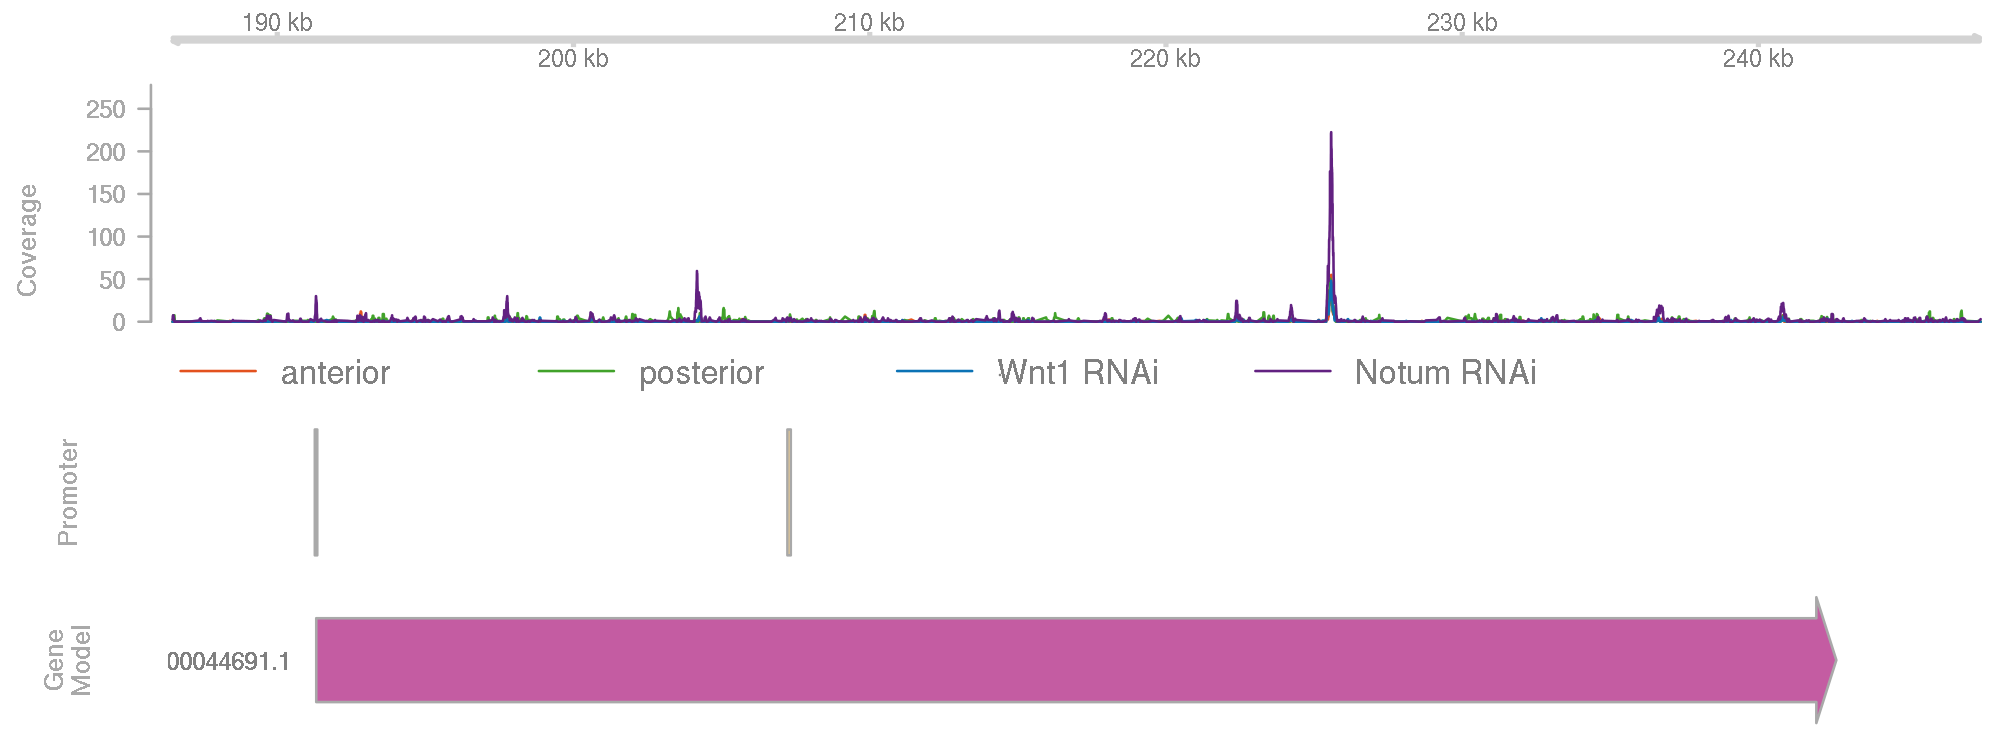 190 kb 210 kb 230 kb
200 kb 220 kb 240 kb
Coverage
250
200
150
100
50
0
anterior posterior Wnt1 RNAi Notum RNAi
Promoter
Gene
Model
00044691.1